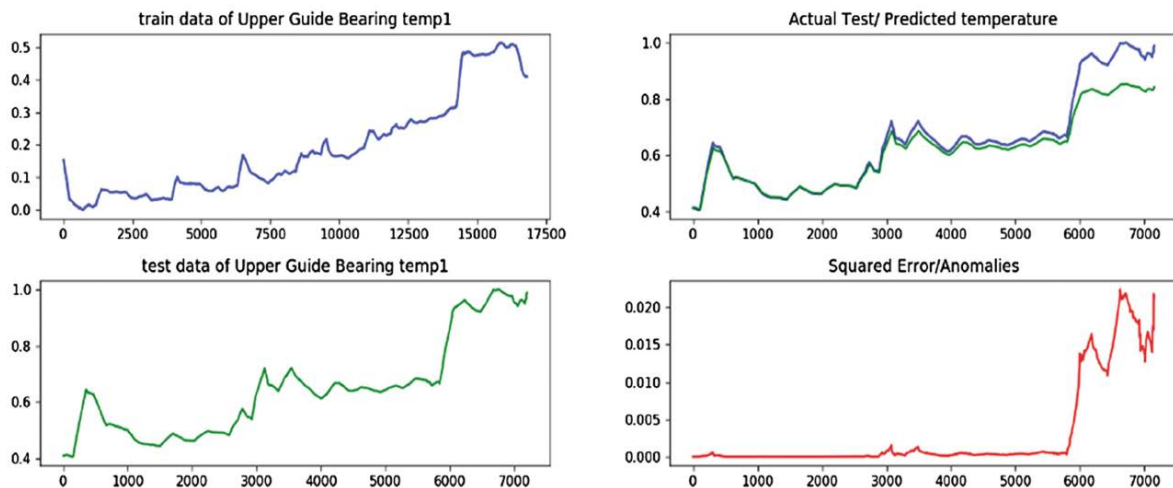 train data of Upper Guide Bearing temp1
0.5
0.4
0.3
0.2
0.1
0.0
0 2500 5000 7500 10000 12500 15000 17500
Actual Test/ Predicted temperature
1.0
0.8
0.6
0.4
0 1000 2000 3000 4000 5000 6000 7000
test data of Upper Guide Bearing temp1
1.0
0.8
0.6
0.4
0 1000 2000 3000 4000 5000 6000 7000
Squared Error/Anomalies
0.020
0.015
0.010
0.005
0.000
0 1000 2000 3000 4000 5000 6000 7000